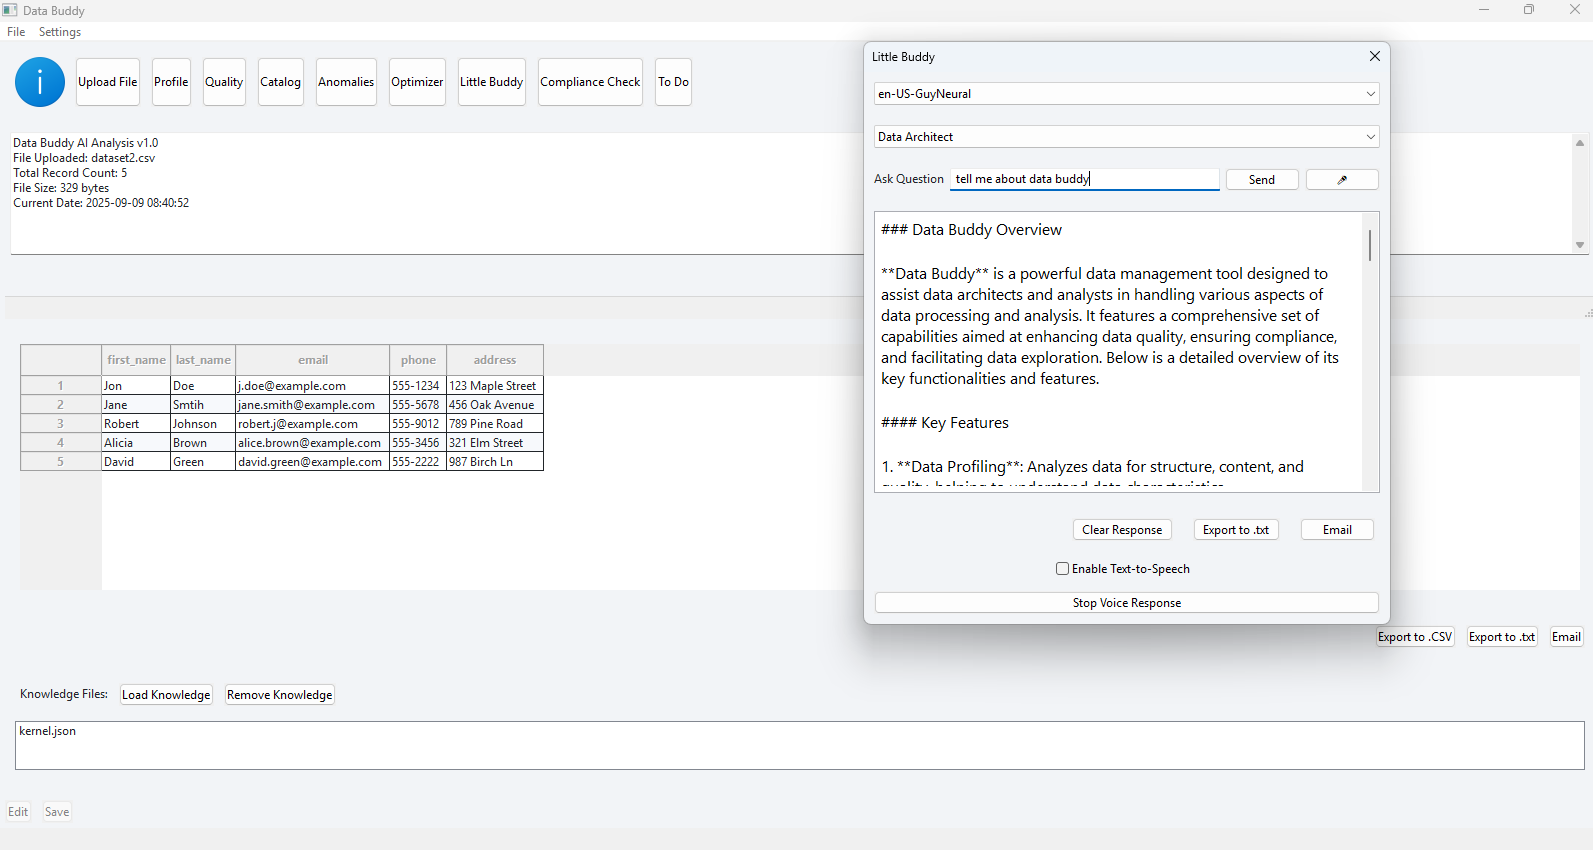 Data Buddy
File Settings
Upload File Profile Quality Catalog Anomalies Optimizer Little Buddy Compliance Check To Do
Data Buddy AI Analysis v1.0
File Uploaded: dataset2.csv
Total Record Count: 5
File Size: 329 bytes
Current Date: 2025-09-09 08:40:52
first_name last_name email phone address
1 Jon Doe j.doe@example.com 555-1234 123 Maple Street
2 Jane Smtih jane.smith@example.com 555-5678 456 Oak Avenue
3 Robert Johnson robert.j@example.com 555-9012 789 Pine Road
4 Alicia Brown alice.brown@example.com 555-3456 321 Elm Street
5 David Green david.green@example.com 555-2222 987 Birch Ln
Little Buddy
en-US-GuyNeural
Data Architect
Ask Question tell me about data buddy Send
### Data Buddy Overview
**Data Buddy** is a powerful data management tool designed to
assist data architects and analysts in handling various aspects of
data processing and analysis. It features a comprehensive set of
capabilities aimed at enhancing data quality, ensuring compliance,
and facilitating data exploration. Below is a detailed overview of its
key functionalities and features.
#### Key Features
1. **Data Profiling**: Analyzes data for structure, content, and
quality, helping to understand data characteristics.
Clear Response Export to .txt Email
Enable Text-to-Speech
Stop Voice Response
Export to .CSV Export to .txt Email
Knowledge Files: Load Knowledge Remove Knowledge
kernel.json
Edit Save